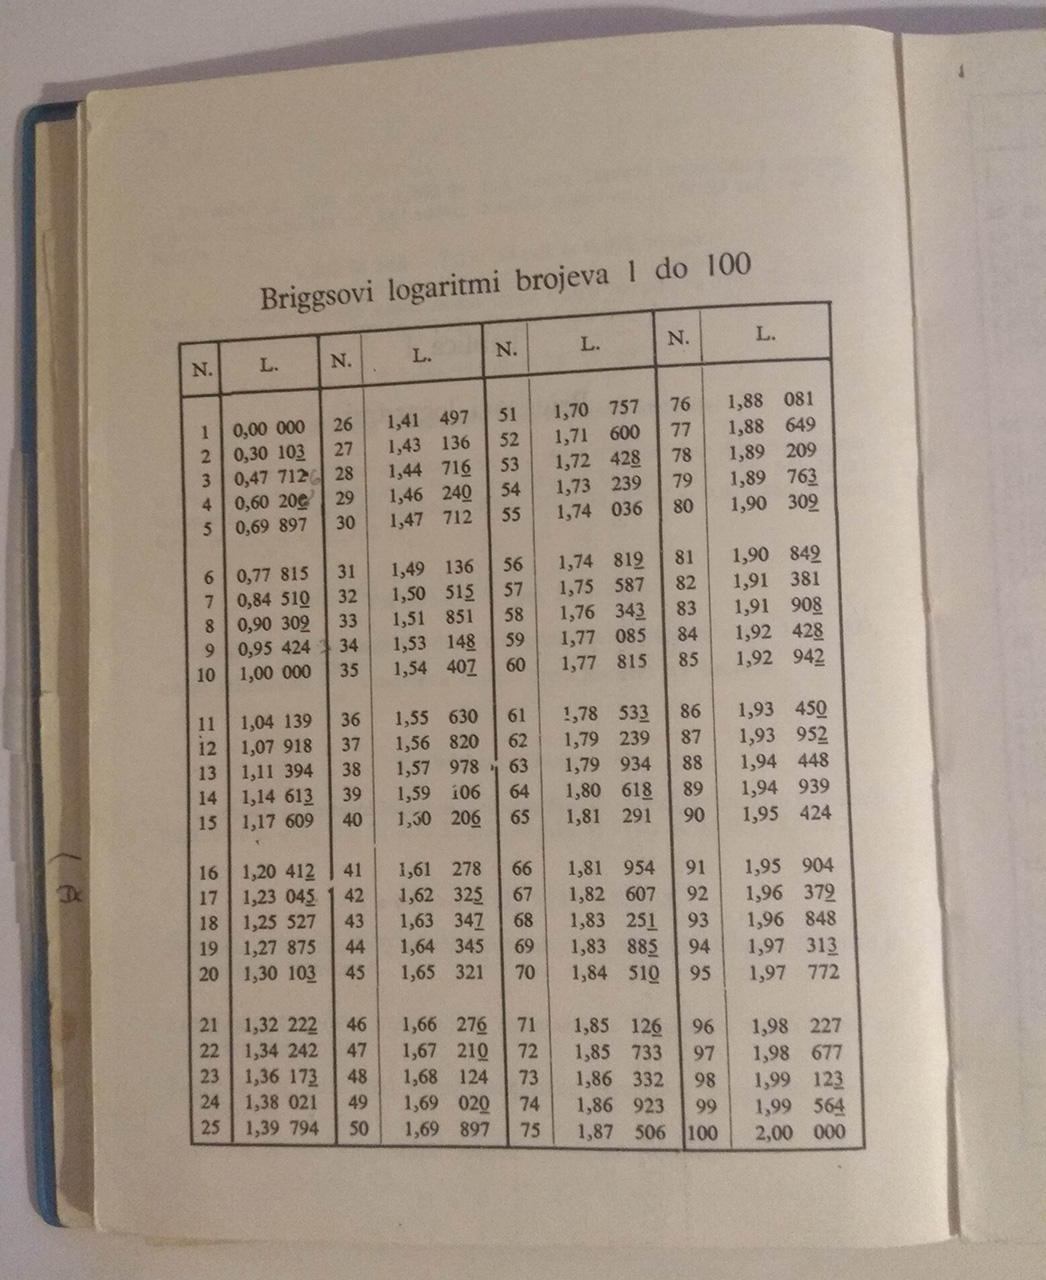 Briggsovi logaritmi brojeva 1 do 100
N. L. N. L. N. L. N. L.
1 0,00 000 26 1,41 497 51 1,70 757 76 1,88 081
2 0,30 103 27 1,43 136 52 1,71 600 77 1,88 649
3 0,47 712 28 1,44 716 53 1,72 428 78 1,89 209
4 0,60 206 29 1,46 240 54 1,73 239 79 1,89 763
5 0,69 897 30 1,47 712 55 1,74 036 80 1,90 309
6 0,77 815 31 1,49 136 56 1,74 819 81 1,90 849
7 0,84 510 32 1,50 515 57 1,75 587 82 1,91 381
8 0,90 309 33 1,51 851 58 1,76 343 83 1,91 908
9 0,95 424 34 1,53 148 59 1,77 085 84 1,92 428
10 1,00 000 35 1,54 407 60 1,77 815 85 1,92 942
11 1,04 139 36 1,55 630 61 1,78 533 86 1,93 450
12 1,07 918 37 1,56 820 62 1,79 239 87 1,93 952
13 1,11 394 38 1,57 978 63 1,79 934 88 1,94 448
14 1,14 613 39 1,59 106 64 1,80 618 89 1,94 939
15 1,17 609 40 1,60 206 65 1,81 291 90 1,95 424
16 1,20 412 41 1,61 278 66 1,81 954 91 1,95 904
17 1,23 045 42 1,62 325 67 1,82 607 92 1,96 379
18 1,25 527 43 1,63 347 68 1,83 251 93 1,96 848
19 1,27 875 44 1,64 345 69 1,83 885 94 1,97 313
20 1,30 103 45 1,65 321 70 1,84 510 95 1,97 772
21 1,32 222 46 1,66 276 71 1,85 126 96 1,98 227
22 1,34 242 47 1,67 210 72 1,85 733 97 1,98 677
23 1,36 173 48 1,68 124 73 1,86 332 98 1,99 123
24 1,38 021 49 1,69 020 74 1,86 923 99 1,99 564
25 1,39 794 50 1,69 897 75 1,87 506 100 2,00 000